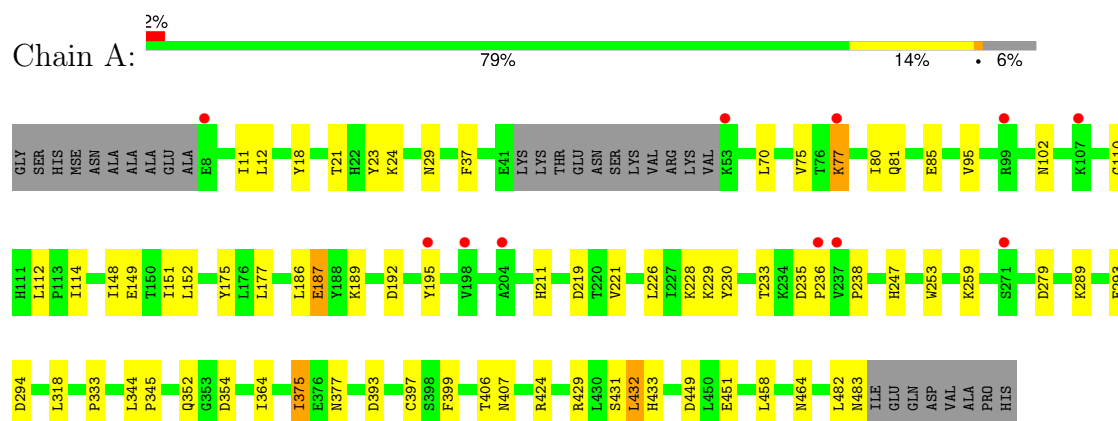 2%
Chain A:
79% 14% • 6%
GLY SER HIS MSE ASN ALA ALA ALA GLU ALA E8 I11 L12 Y18 T21 H22 Y23 K24 N29 F37 E41 LYS LYS THR GLU ASN SER LYS VAL ARG LYS VAL K53 L70 V75 T76 K77 I80 Q81 E85 V95 R99 N102 K107 G110
H111 L112 P113 I114 I148 E149 T150 I151 L152 Y175 L176 L177 L186 E187 Y188 K189 D192 Y195 V198 A204 H211 D219 T220 V221 L226 I227 K228 K229 Y230 T233 K234 D235 P236 V237 P238 H247 W253 K259 S271 D279 K289 E293
D294 L318 P333 L344 P345 Q352 G353 D354 I364 I375 E376 N377 D393 C397 S398 F399 T406 N407 R424 R429 L430 S431 L432 H433 D449 L450 E451 L458 N464 L482 N483 ILE GLU GLN ASP VAL ALA PRO HIS